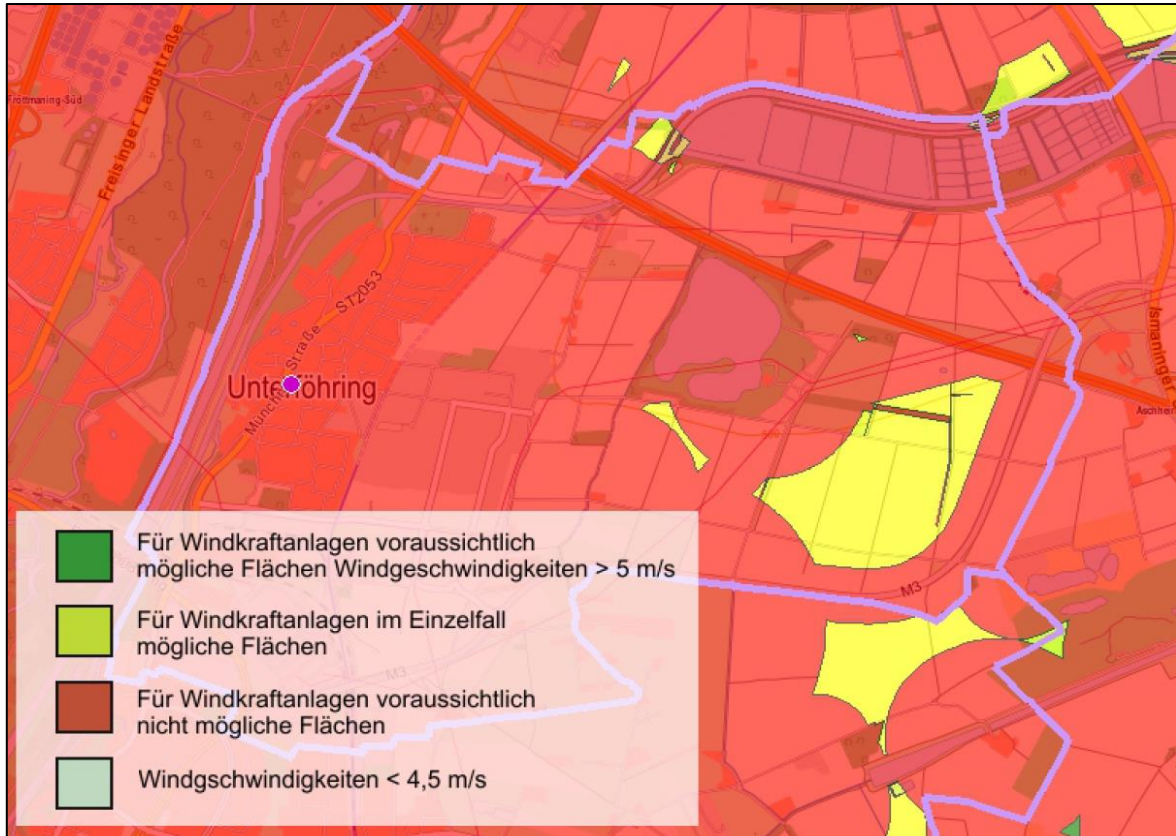 Fröttmaning-Süd
Freisinger Landstraße
Unterföhring
Münchner Straße ST2053
Ismaninger
Aschheim
M3
M3
Für Windkraftanlagen voraussichtlich
mögliche Flächen Windgeschwindigkeiten > 5 m/s
Für Windkraftanlagen im Einzelfall
mögliche Flächen
Für Windkraftanlagen voraussichtlich
nicht mögliche Flächen
Windgschwindigkeiten < 4,5 m/s